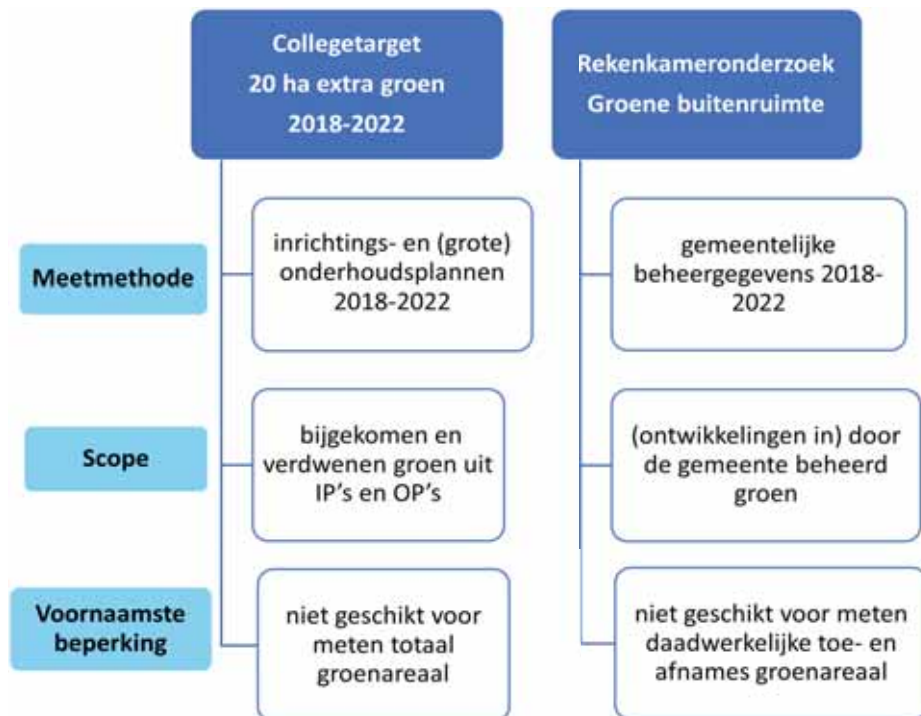 Collegetarget
20 ha extra groen
2018-2022
Rekenkameronderzoek
Groene buitenruimte
Meetmethode
inrichtings- en (grote)
onderhoudsplannen
2018-2022
gemeentelijke
beheergegevens 2018-
2022
Scope
bijgekomen en
verdwenen groen uit
IP’s en OP’s
(ontwikkelingen in) door
de gemeente beheerd
groen
Voornaamste
beperking
niet geschikt voor
meten totaal
groenareaal
niet geschikt voor meten
daadwerkelijke toe- en
afnames groenareaal